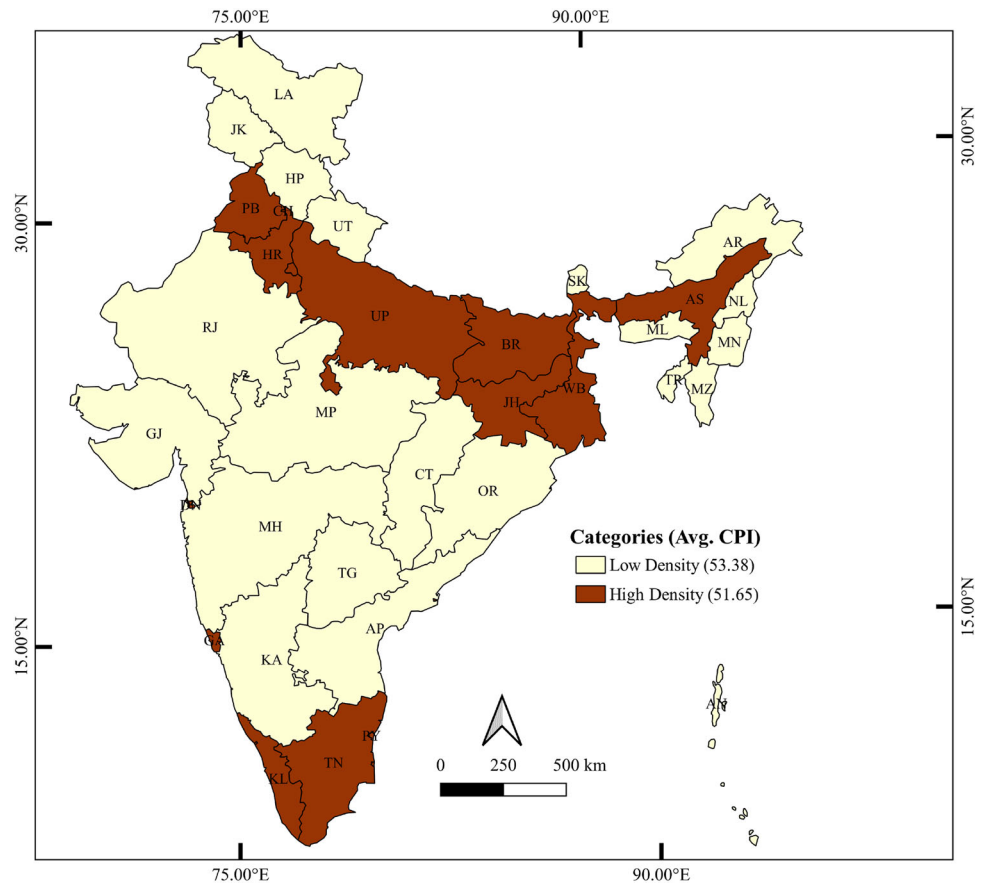 75.00°E
90.00°E
30.00°N
30.00°N
LA
JK
HP
PB
CH
UT
HR
AR
SK
AS
NL
UP
RJ
ML
BR
MN
TR
MZ
WB
JH
MP
GJ
CT
OR
DN
MH
Categories (Avg. CPI)
Low Density (53.38)
High Density (51.65)
TG
15.00°N
15.00°N
AP
GA
KA
AN
PY
TN
KL
0 250 500 km
75.00°E
90.00°E